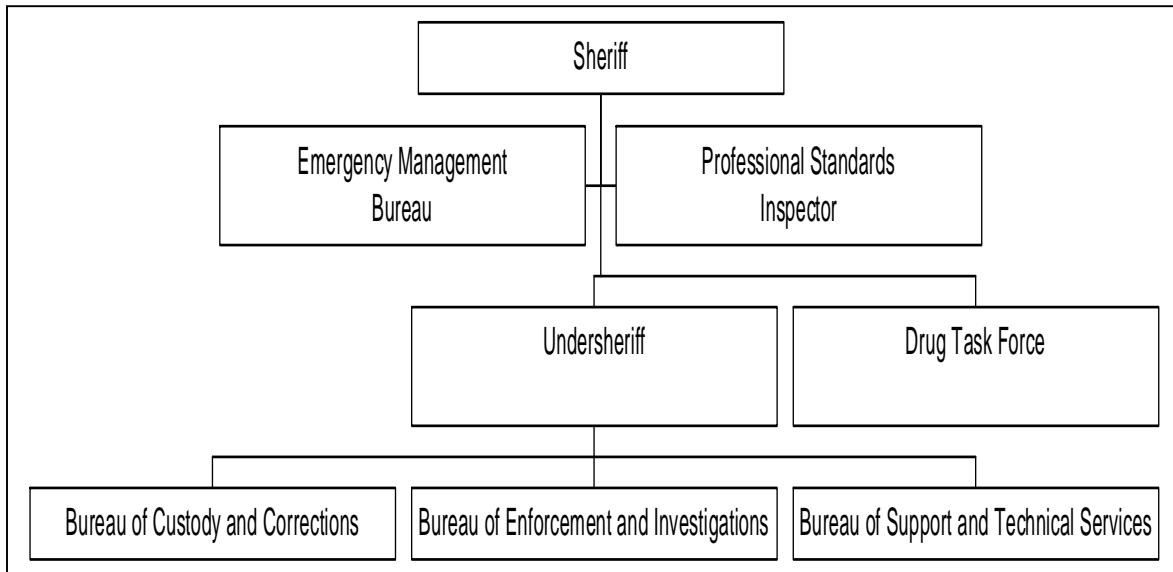 Sheriff
Emergency Management
Bureau
Professional Standards
Inspector
Undersheriff
Drug Task Force
Bureau of Custody and Corrections
Bureau of Enforcement and Investigations
Bureau of Support and Technical Services